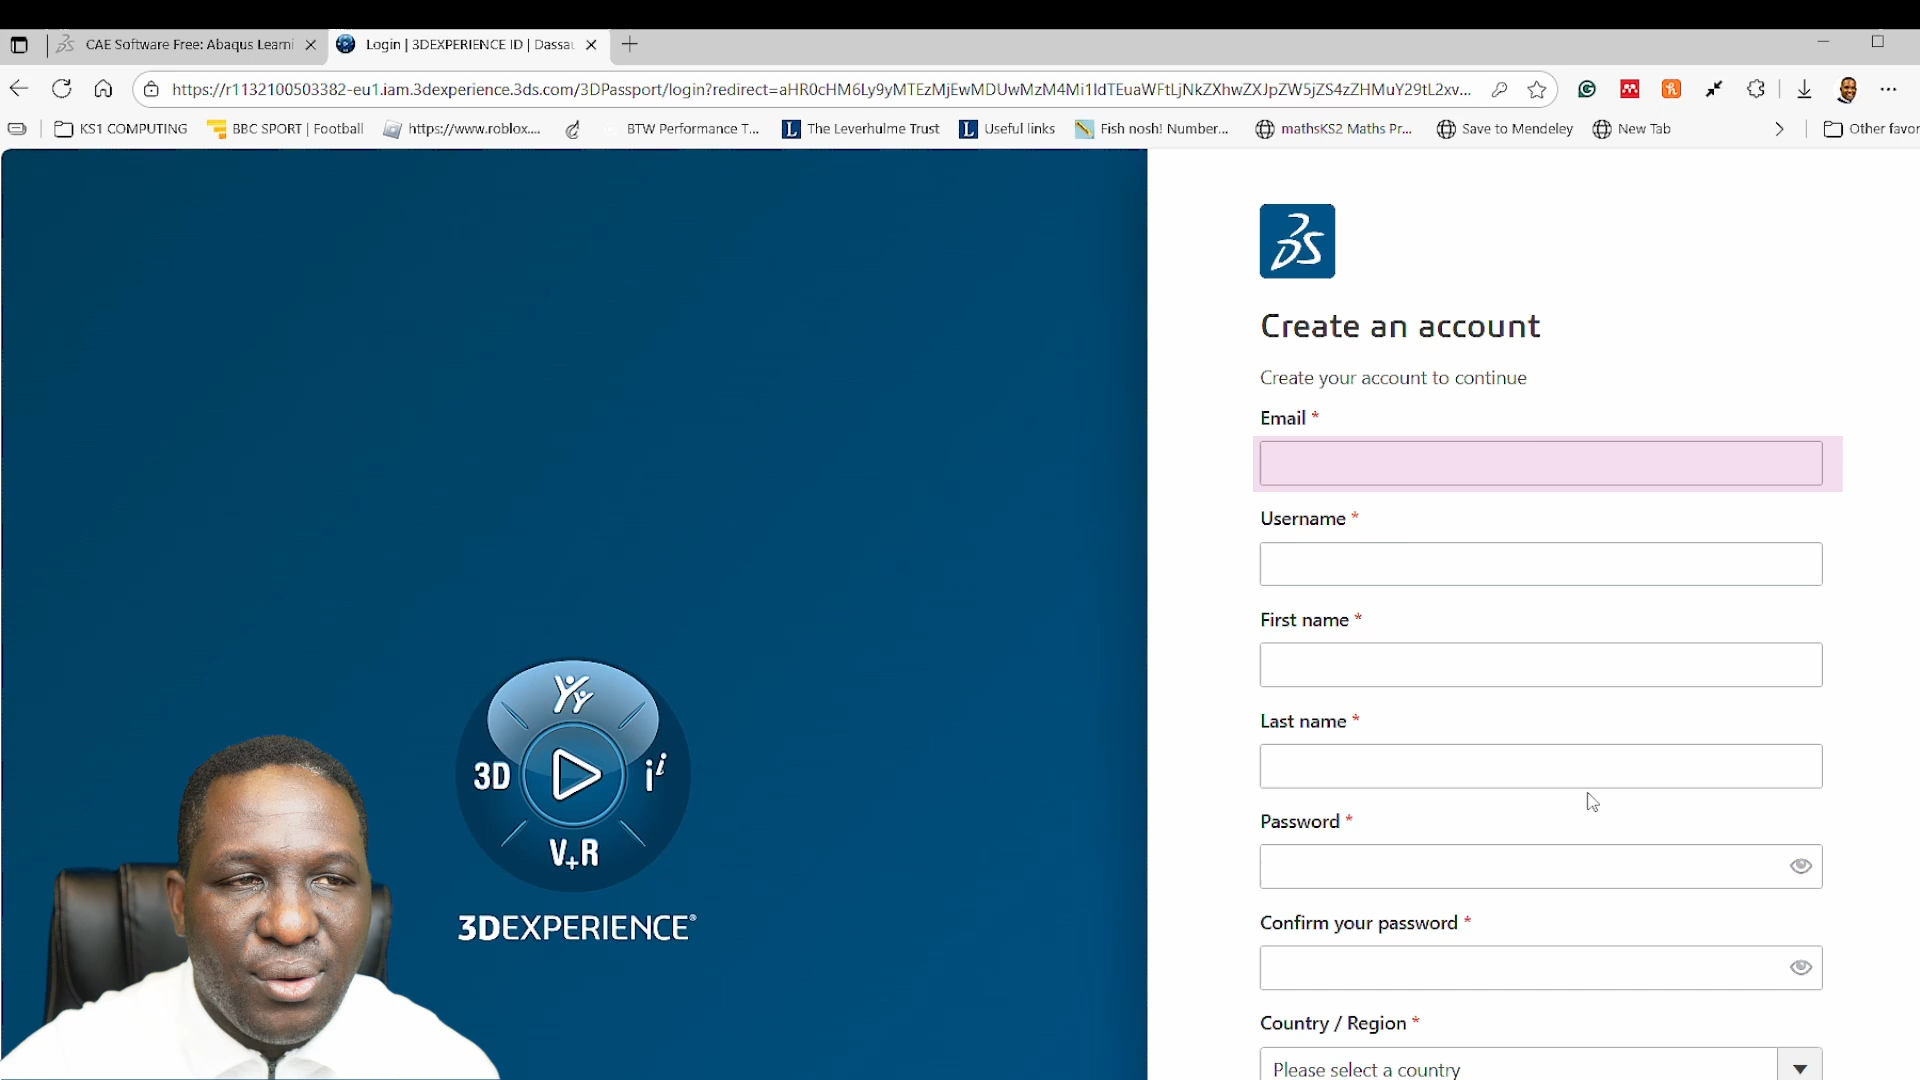 CAE Software Free: Abaqus Learni
Login | 3DEXPERIENCE ID | Dassau
https://r1132100503382-eu1.iam.3dexperience.3ds.com/3DPassport/login?redirect=aHR0cHM6Ly9yMTEzMjEwMDUwMzM4Mi1ldTEuaWFtLjNkZXhwZXJpZW5jZS4zZHMuY29tL2xv...
KS1 COMPUTING
BBC SPORT | Football
https://www.roblox....
BTW Performance T...
The Leverhulme Trust
Useful links
Fish nosh! Number...
mathsKS2 Maths Pr...
Save to Mendeley
New Tab
Other favor
3DS
Create an account
Create your account to continue
Email *
Username *
First name *
Last name *
Password *
Confirm your password *
Country / Region *
Please select a country
3D
i i
V+R
3DEXPERIENCE®